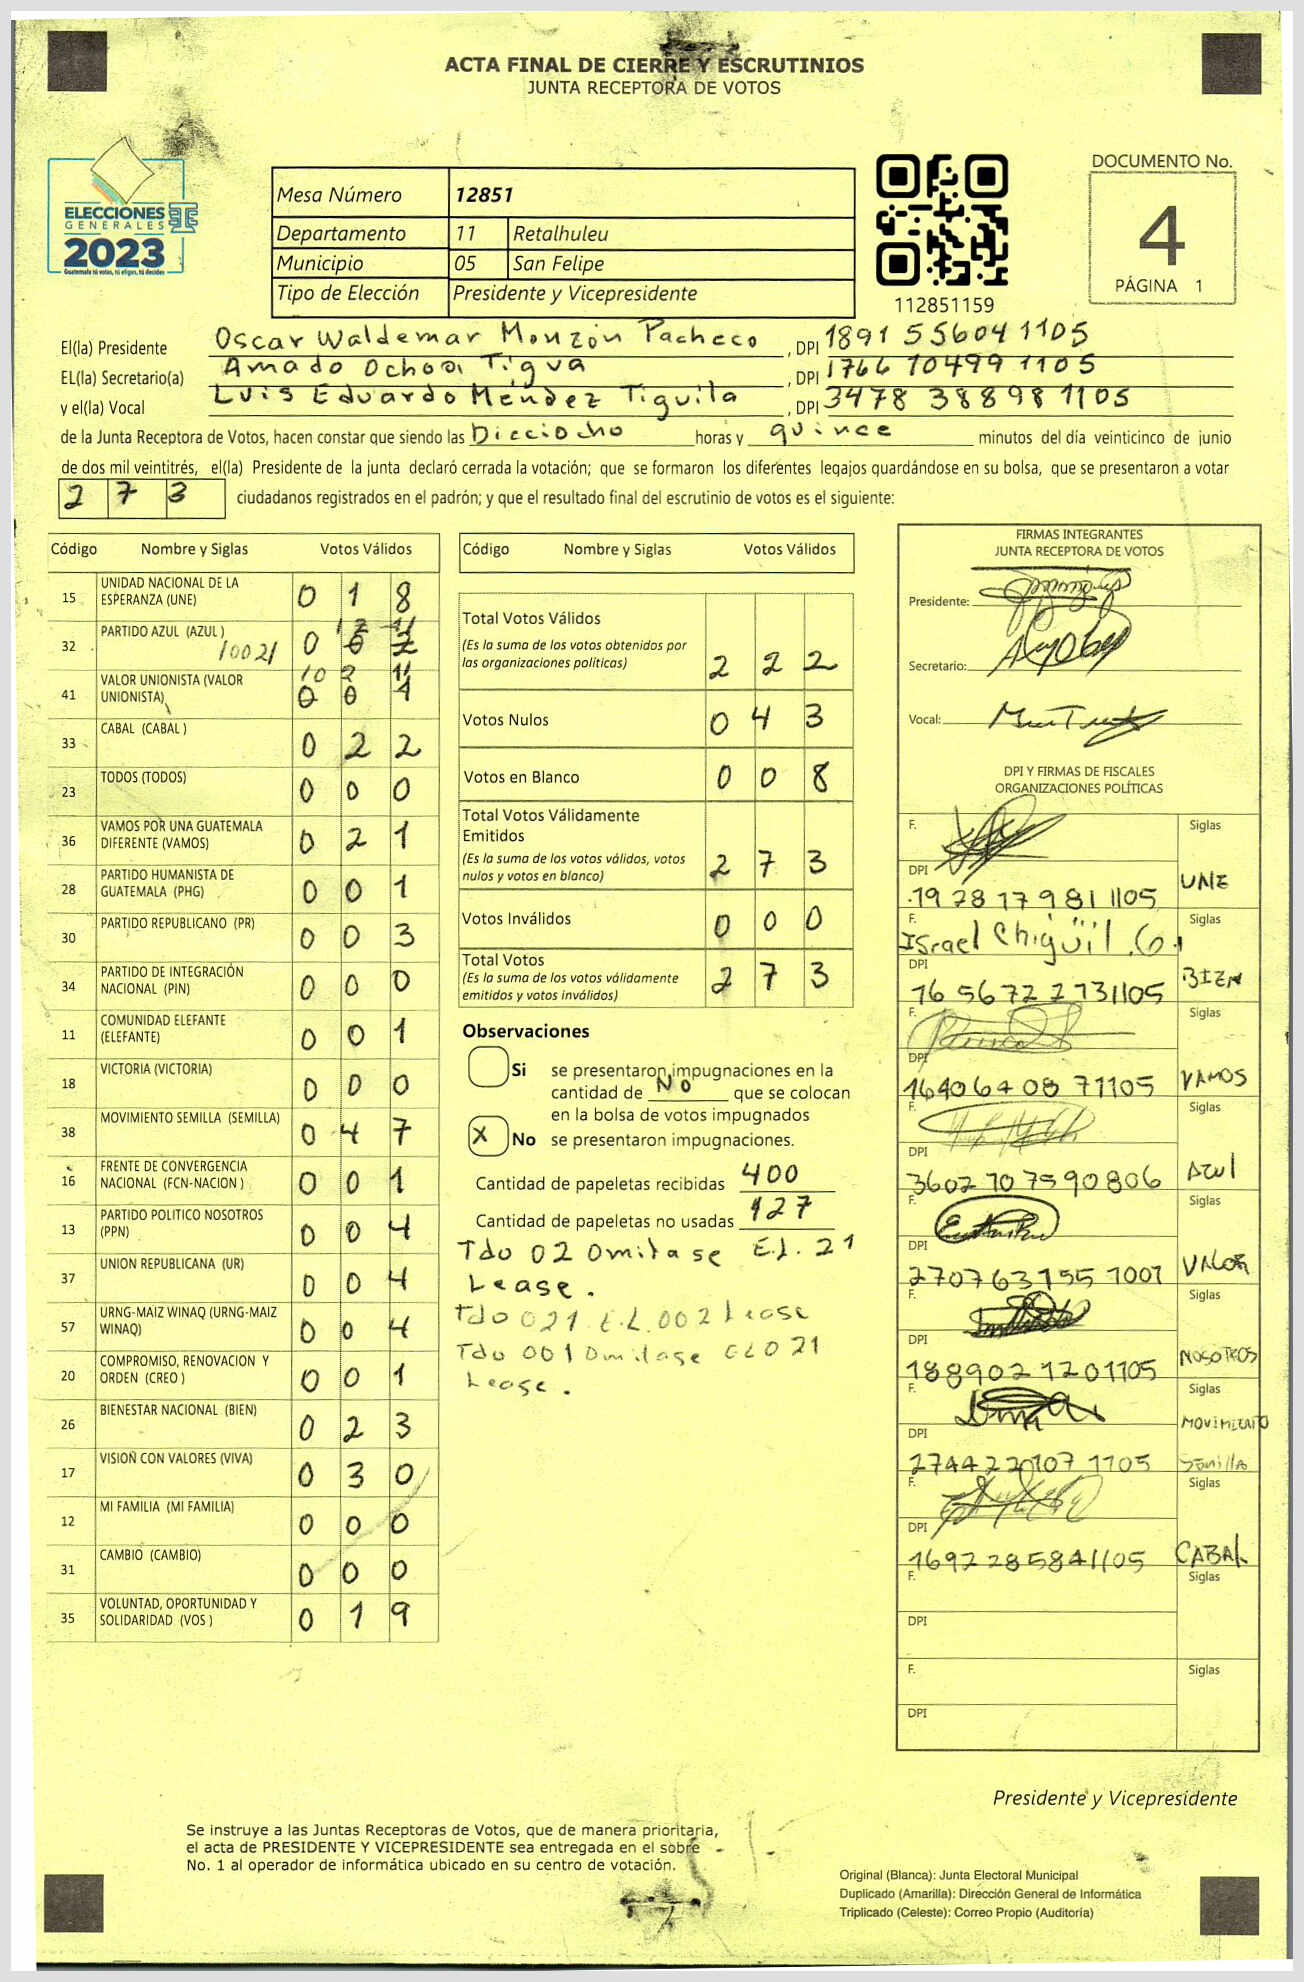 ACTA FINAL DE CIERRE Y ESCRUTINIOS
JUNTA RECEPTORA DE VOTOS
ELECCIONES
GENERALES
2023
Guatemala tú votas, tú eliges, tú decides
Mesa Número 12851
Departamento 11 Retalhuleu
Municipio 05 San Felipe
Tipo de Elección Presidente y Vicepresidente
112851159
DOCUMENTO No.
4
PÁGINA 1
El(la) Presidente Oscar Waldemar Monzón Pacheco, DPI 1891 55604 1105
EL(la) Secretario(a) Amado Ochoa Tigua, DPI 1766 10499 1105
y el(la) Vocal Luis Eduardo Méndez Tiguila, DPI 3478 38898 1105
de la Junta Receptora de Votos, hacen constar que siendo las Dieciocho horas y quince minutos del día veinticinco de junio
de dos mil veintitrés, el(la) Presidente de la junta declaró cerrada la votación; que se formaron los diferentes legajos guardándose en su bolsa, que se presentaron a votar
2 7 3 ciudadanos registrados en el padrón; y que el resultado final del escrutinio de votos es el siguiente:
Código Nombre y Siglas Votos Válidos
15 UNIDAD NACIONAL DE LA ESPERANZA (UNE) 0 1 8
32 PARTIDO AZUL (AZUL) 0
41 VALOR UNIONISTA (VALOR UNIONISTA) 0 0 1
33 CABAL (CABAL) 0 2 2
23 TODOS (TODOS) 0 0 0
36 VAMOS POR UNA GUATEMALA DIFERENTE (VAMOS) 0 2 1
28 PARTIDO HUMANISTA DE GUATEMALA (PHG) 0 0 1
30 PARTIDO REPUBLICANO (PR) 0 0 3
34 PARTIDO DE INTEGRACIÓN NACIONAL (PIN) 0 0 0
11 COMUNIDAD ELEFANTE (ELEFANTE) 0 0 1
18 VICTORIA (VICTORIA) 0 0 0
38 MOVIMIENTO SEMILLA (SEMILLA) 0 4 7
16 FRENTE DE CONVERGENCIA NACIONAL (FCN-NACION) 0 0 1
13 PARTIDO POLITICO NOSOTROS (PPN) 0 0 4
37 UNION REPUBLICANA (UR) 0 0 4
57 URNG-MAIZ WINAQ (URNG-MAIZ WINAQ) 0 0 4
20 COMPROMISO, RENOVACION Y ORDEN (CREO) 0 0 1
26 BIENESTAR NACIONAL (BIEN) 0 2 3
17 VISION CON VALORES (VIVA) 0 3 0
12 MI FAMILIA (MI FAMILIA) 0 0 0
31 CAMBIO (CAMBIO) 0 0 0
35 VOLUNTAD, OPORTUNIDAD Y SOLIDARIDAD (VOS) 0 1 9
Código Nombre y Siglas Votos Válidos
Total Votos Válidos
(Es la suma de los votos obtenidos por
las organizaciones políticas) 2 2 2
Votos Nulos 0 4 3
Votos en Blanco 0 0 8
Total Votos Válidamente
Emitidos
(Es la suma de los votos válidos, votos
nulos y votos en blanco) 2 7 3
Votos Inválidos 0 0 0
Total Votos
(Es la suma de los votos válidamente
emitidos y votos inválidos) 2 7 3
Observaciones
Si se presentaron impugnaciones en la
cantidad de No que se colocan
en la bolsa de votos impugnados
X No se presentaron impugnaciones.
Cantidad de papeletas recibidas 400
Cantidad de papeletas no usadas 127
Tdo 02 Omitase E.L. 21
Lease.
Tdo 021 E.L. 002 Lease
Tdo 001 Omitase EL 021
Lease.
FIRMAS INTEGRANTES
JUNTA RECEPTORA DE VOTOS
Presidente:
Secretario:
Vocal:
DPI Y FIRMAS DE FISCALES
ORGANIZACIONES POLÍTICAS
F. Siglas
DPI 1928 17981 1105 UNE
F. Israel Chigüil G. Siglas
DPI 16 5672 2731105 BIEN
F. Siglas
DPI 16406408 71105 VAMOS
F. Siglas
DPI 3602 70 7590806 AZUL
F. Siglas
DPI 2707 63155 1001 VALOR
F. Siglas
DPI 188902 1201105 NOSOTROS
F. Siglas
DPI 274422107 1105 MOVIMIENTO Semilla
F. Siglas
DPI 1692 28584 1105 CABAL
F. Siglas
DPI
F. Siglas
DPI
Presidente y Vicepresidente
Se instruye a las Juntas Receptoras de Votos, que de manera prioritaria,
el acta de PRESIDENTE Y VICEPRESIDENTE sea entregada en el sobre
No. 1 al operador de informática ubicado en su centro de votación.
Original (Blanca): Junta Electoral Municipal
Duplicado (Amarilla): Dirección General de Informática
Triplicado (Celeste): Correo Propio (Auditoría)